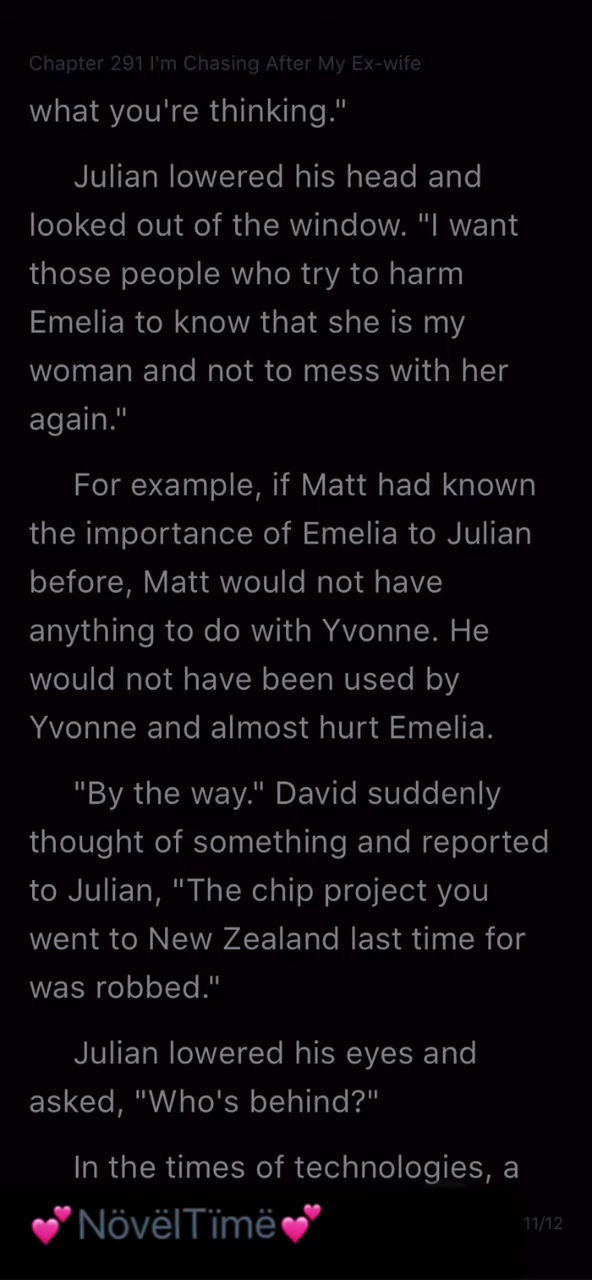 Chapter 291 I'm Chasing After My Ex-wife
what you're thinking."
Julian lowered his head and
looked out of the window. "I want
those people who try to harm
Emelia to know that she is my
woman and not to mess with her
again."
For example, if Matt had known
the importance of Emelia to Julian
before, Matt would not have
anything to do with Yvonne. He
would not have been used by
Yvonne and almost hurt Emelia.
"By the way." David suddenly
thought of something and reported
to Julian, "The chip project you
went to New Zealand last time for
was robbed."
Julian lowered his eyes and
asked, "Who's behind?"
In the times of technologies, a
💕NövëlTïmë💕
11/12